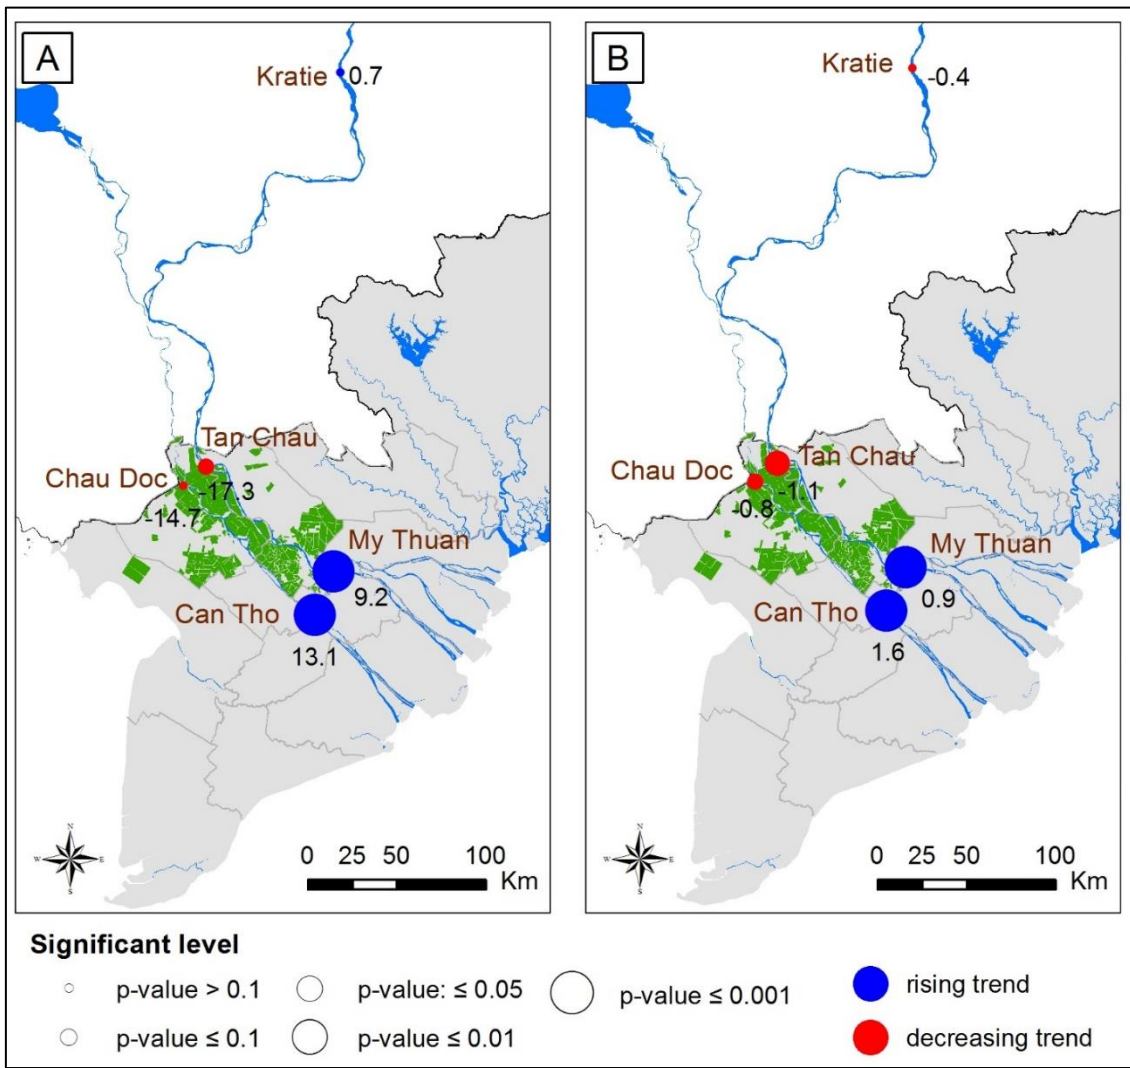 A
Kratie
0.7
Tan Chau
Chau Doc
-17.3
-14.7
My Thuan
9.2
Can Tho
13.1
N
W E
S
0 25 50 100
Km
B
Kratie
-0.4
Tan Chau
Chau Doc
-1.1
-0.8
My Thuan
0.9
Can Tho
1.6
N
W E
S
0 25 50 100
Km
Significant level
p-value > 0.1
p-value: ≤ 0.05
p-value ≤ 0.001
rising trend
p-value ≤ 0.1
p-value ≤ 0.01
decreasing trend